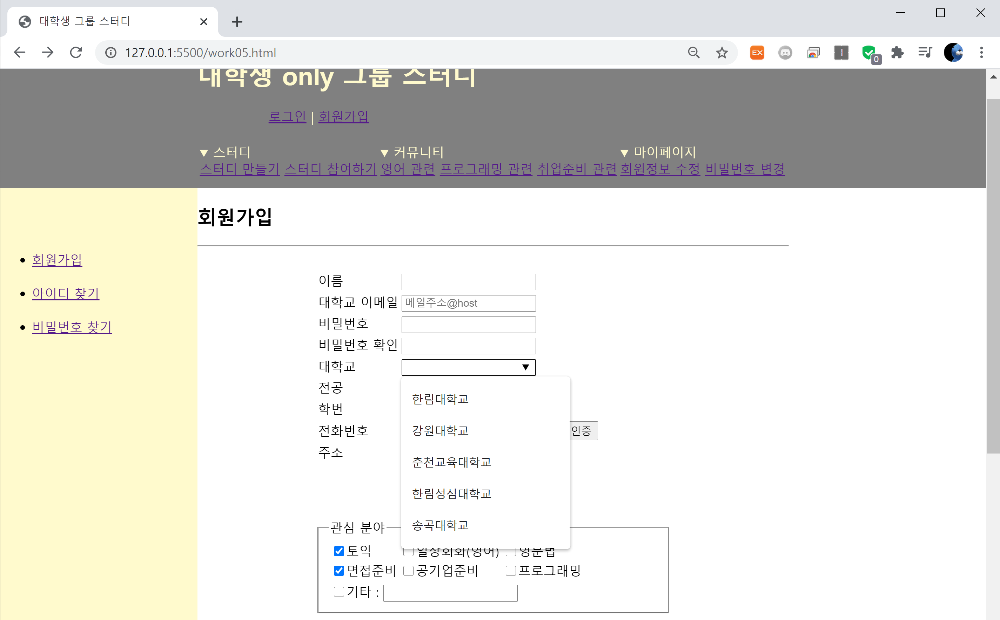 대학생 그룹 스터디
127.0.0.1:5500/work05.html
EX
0
대학생 only 그룹 스터디
로그인 | 회원가입
▼ 스터디 ▼ 커뮤니티 ▼ 마이페이지
스터디 만들기 스터디 참여하기 영어 관련 프로그래밍 관련 취업준비 관련 회원정보 수정 비밀번호 변경
회원가입
아이디 찾기
비밀번호 찾기
회원가입
이름
대학교 이메일 메일주소@host
비밀번호
비밀번호 확인
대학교
한림대학교
강원대학교
춘천교육대학교
한림성심대학교
송곡대학교
전공
학번
전화번호 인증
주소
관심 분야
토익 일상회화(영어) 영문법
면접준비 공기업준비 프로그래밍
기타 :